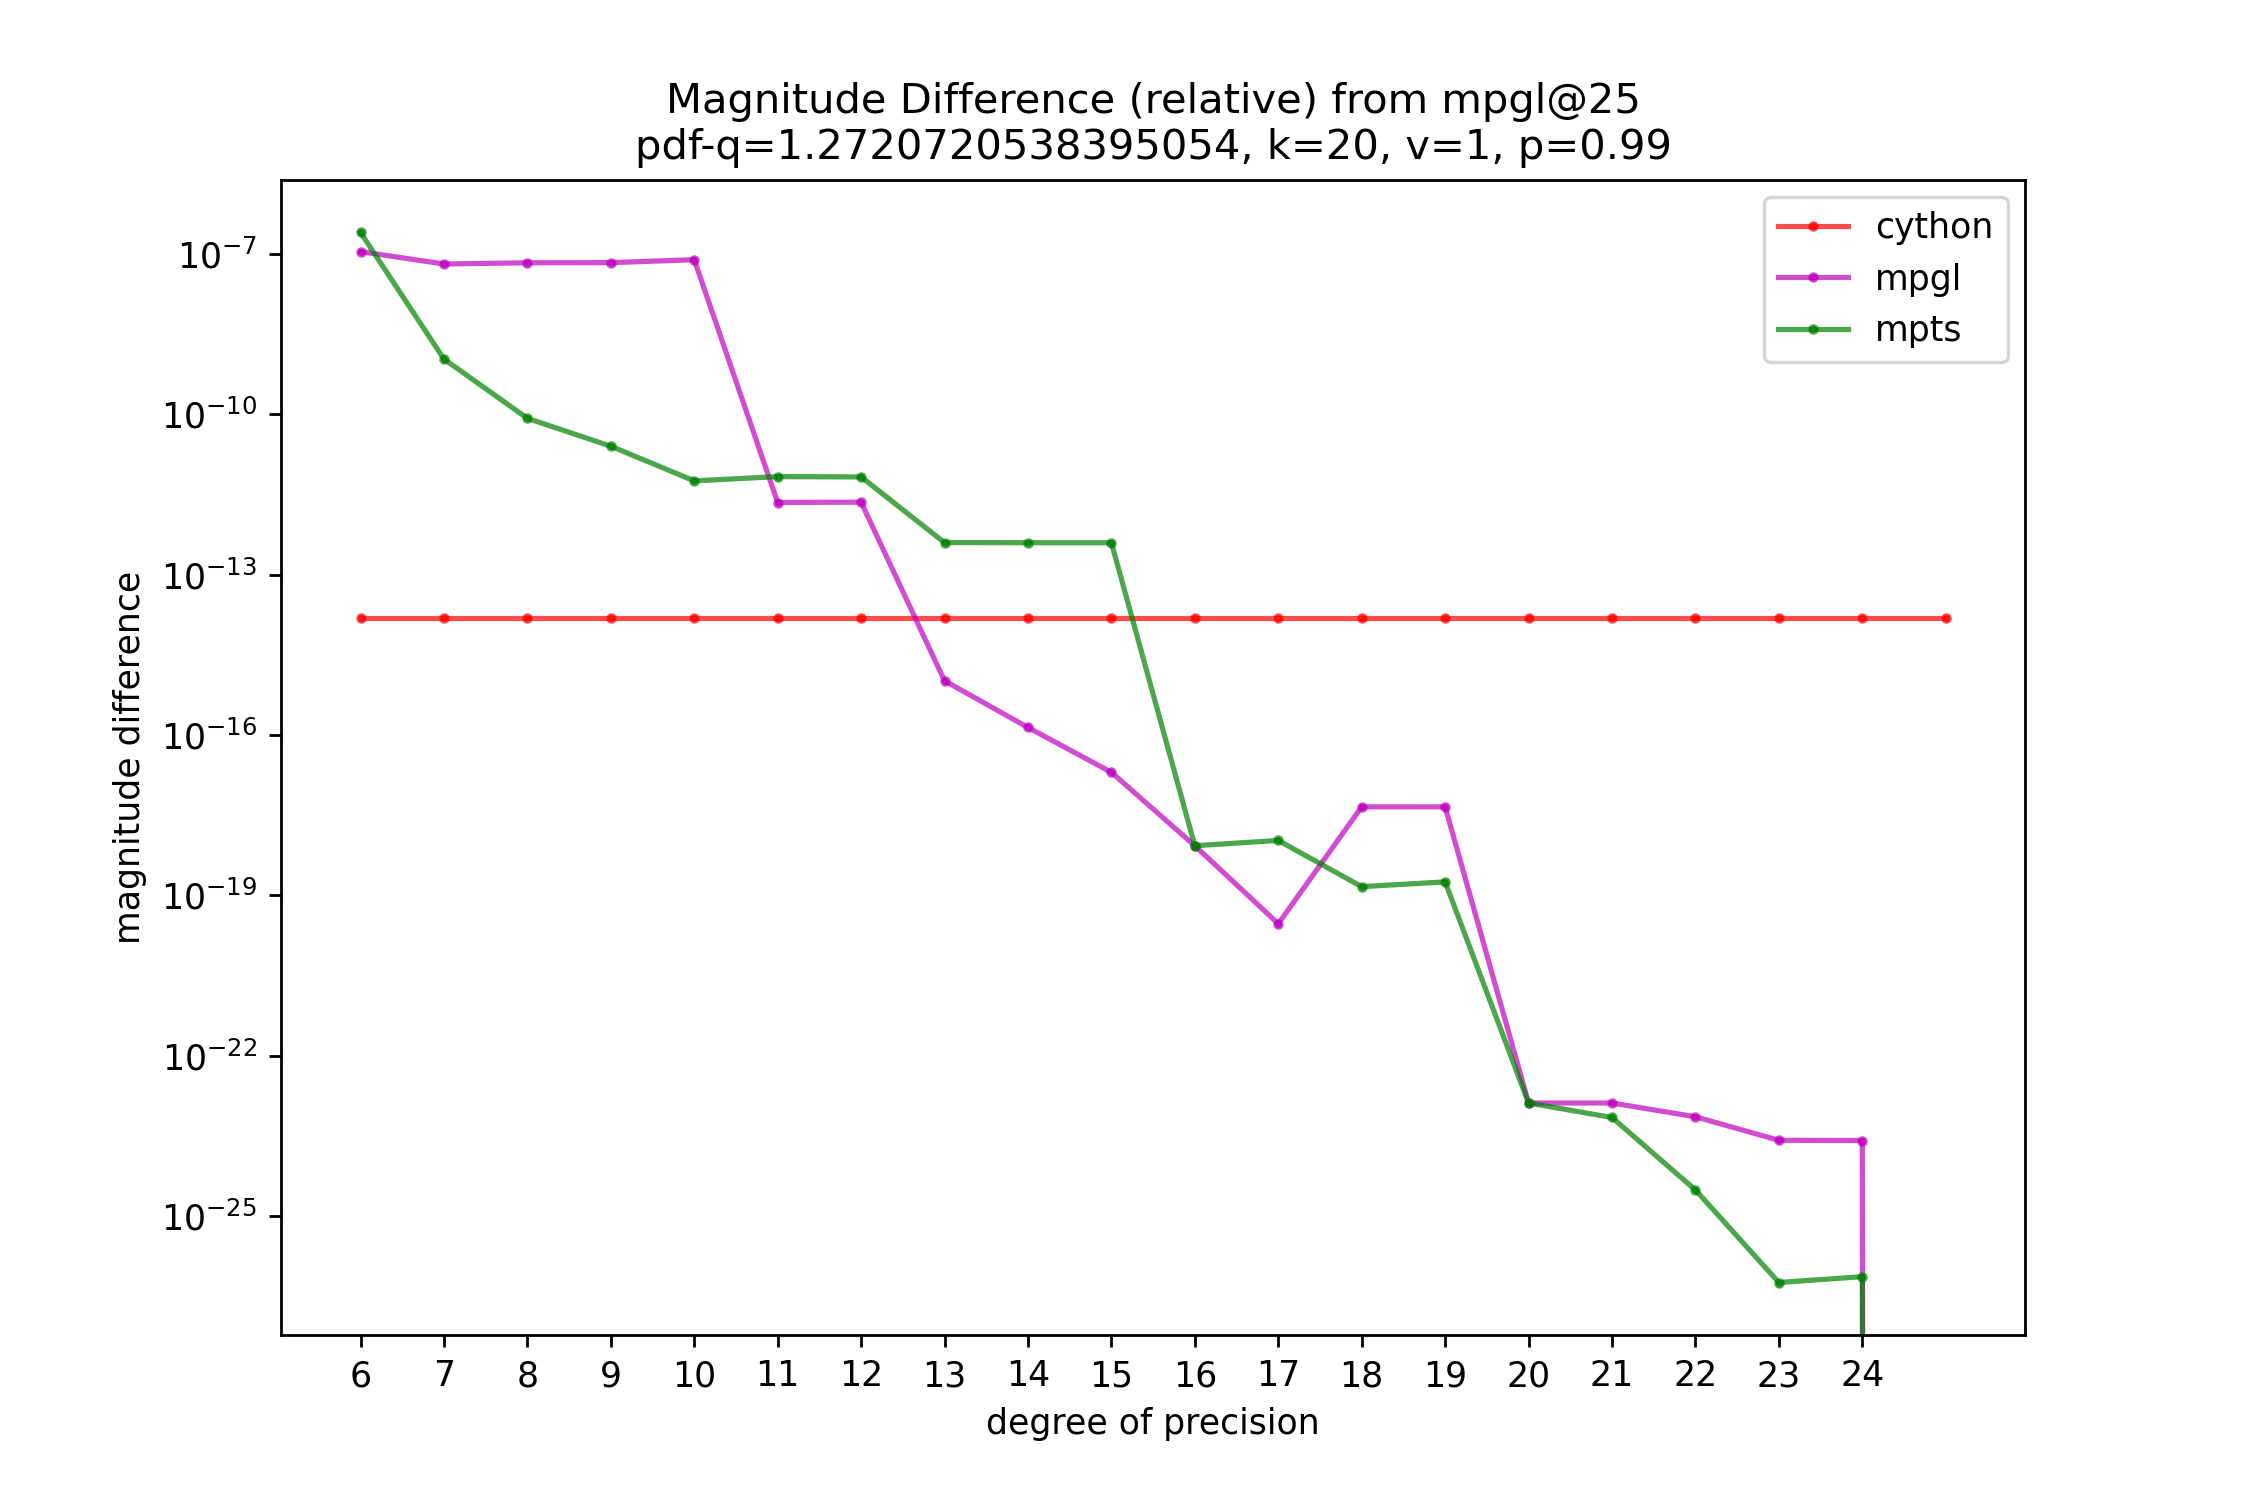 Magnitude Difference (relative) from mpgl@25
pdf-q=1.2720720538395054, k=20, v=1, p=0.99
cython
mpgl
mpts
magnitude difference
10⁻⁷
10⁻¹⁰
10⁻¹³
10⁻¹⁶
10⁻¹⁹
10⁻²²
10⁻²⁵
6 7 8 9 10 11 12 13 14 15 16 17 18 19 20 21 22 23 24
degree of precision